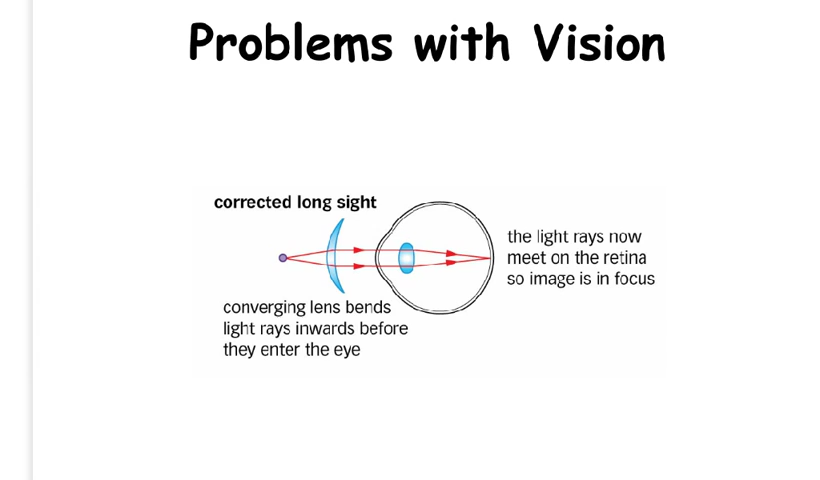 Problems with Vision
corrected long sight
the light rays now
meet on the retina
so image is in focus
converging lens bends
light rays inwards before
they enter the eye